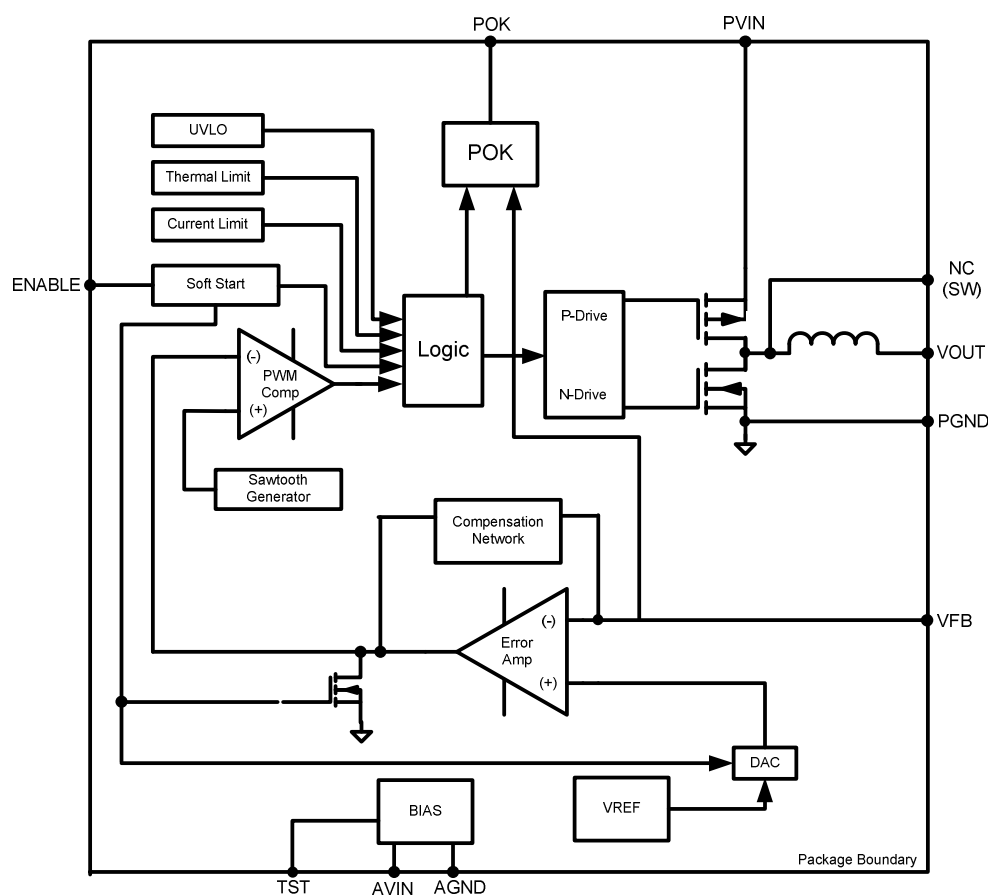 POK
PVIN
UVLO
POK
Thermal Limit
Current Limit
NC
(SW)
ENABLE
Soft Start
P-Drive
Logic
VOUT
(-)
PWM
Comp
(+)
N-Drive
PGND
Sawtooth
Generator
Compensation
Network
(-)
VFB
Error
Amp
(+)
DAC
BIAS
VREF
Package Boundary
TST
AVIN
AGND